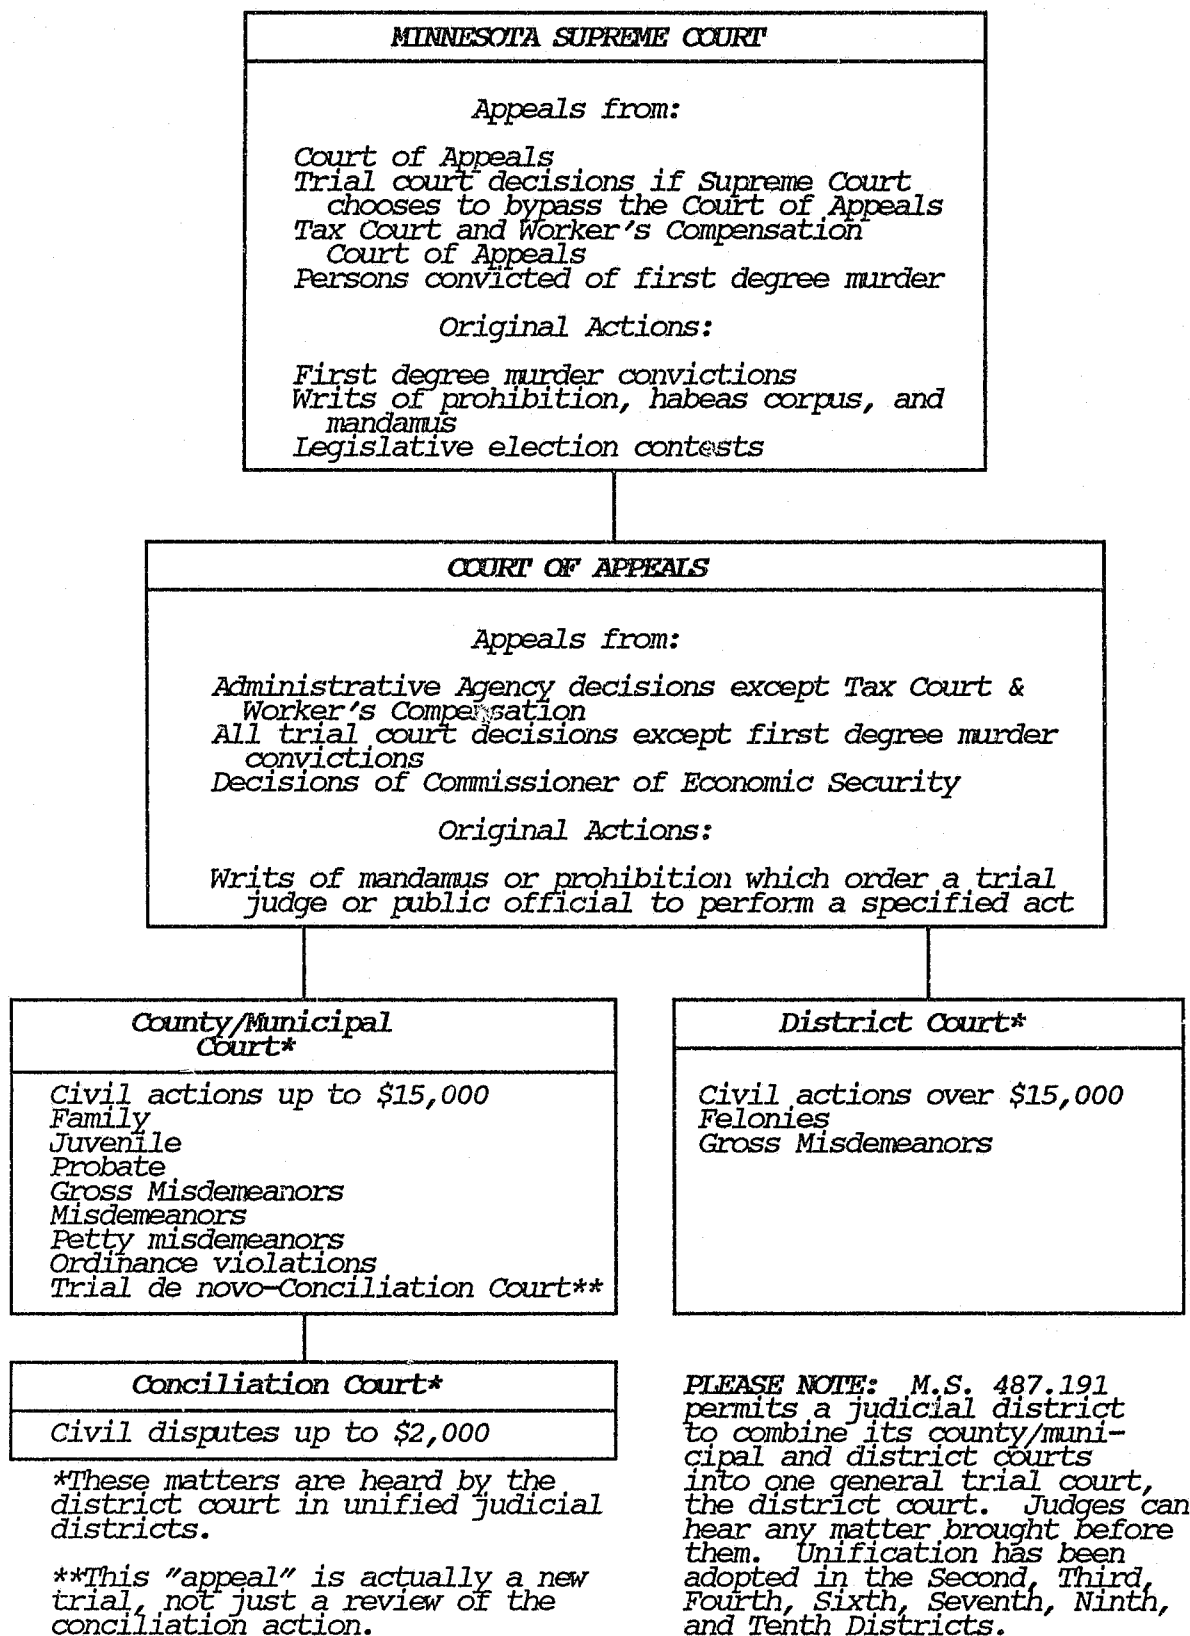 MINNESOTA SUPREME COURT
Appeals from:
Court of Appeals
Trial court decisions if Supreme Court
chooses to bypass the Court of Appeals
Tax Court and Worker's Compensation
Court of Appeals
Persons convicted of first degree murder
Original Actions:
First degree murder convictions
Writs of prohibition, habeas corpus, and
mandamus
Legislative election contests
COURT OF APPEALS
Appeals from:
Administrative Agency decisions except Tax Court &
Worker's Compensation
All trial court decisions except first degree murder
convictions
Decisions of Commissioner of Economic Security
Original Actions:
Writs of mandamus or prohibition which order a trial
judge or public official to perform a specified act
County/Municipal
Court*
Civil actions up to $15,000
Family
Juvenile
Probate
Gross Misdemeanors
Misdemeanors
Petty misdemeanors
Ordinance violations
Trial de novo-Conciliation Court**
District Court*
Civil actions over $15,000
Felonies
Gross Misdemeanors
Conciliation Court*
Civil disputes up to $2,000
*These matters are heard by the
district court in unified judicial
districts.
**This "appeal" is actually a new
trial, not just a review of the
conciliation action.
PLEASE NOTE: M.S. 487.191
permits a judicial district
to combine its county/muni-
cipal and district courts
into one general trial court,
the district court. Judges can
hear any matter brought before
them. Unification has been
adopted in the Second, Third,
Fourth, Sixth, Seventh, Ninth,
and Tenth Districts.